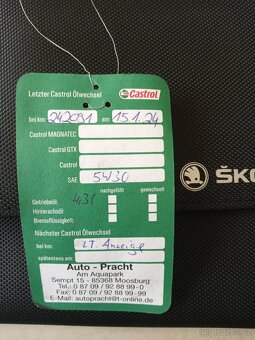 Letzter Castrol Ölwechsel
Castrol
bei km: 242091 am: 15.1.24
Castrol MAGNATEC
Castrol GTX
Castrol
SAE 5W30
nachgefüllt gewechselt
Getriebeöl: 43l
Hinterachsöl:
Bremsflüssigkeit:
Nächster Castrol Ölwechsel
bei km: LT. Anzeige
spätestens am:
Auto - Pracht
Am Aquapark
Sempt 15 - 85368 Moosburg
Tel.: 0 87 09 / 92 88 99-0
Fax: 0 87 09 / 92 88 99-99
E-Mail: autopracht@t-online.de
ŠKO